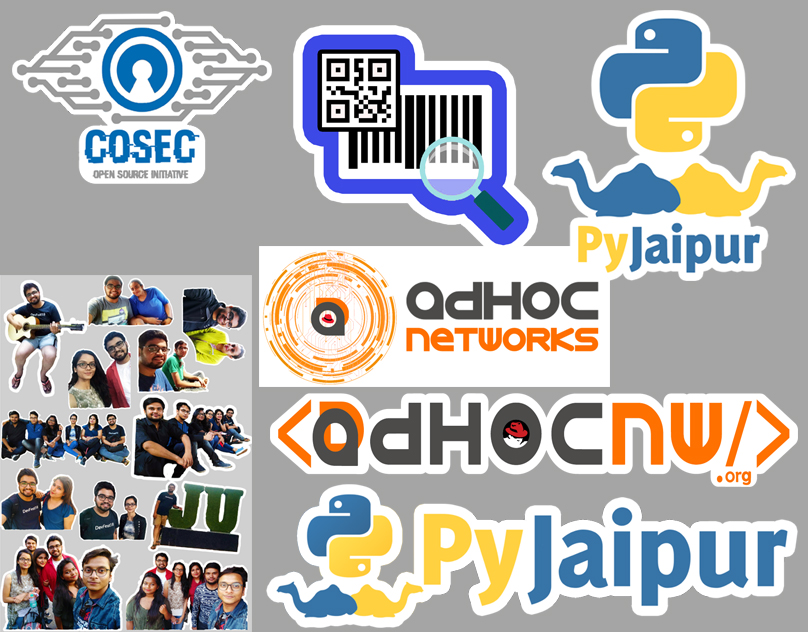 COSEC
OPEN SOURCE INITIATIVE
PyJaipur
adHOC
neTWORKS
<adHOCNW/>
.org
JU
PyJaipur